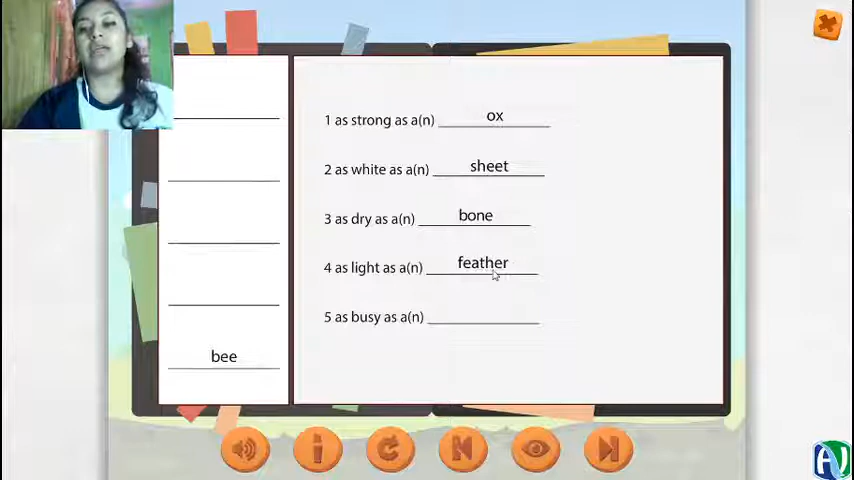 1 as strong as a(n) ox
2 as white as a(n) sheet
3 as dry as a(n) bone
4 as light as a(n) feather
5 as busy as a(n)
bee